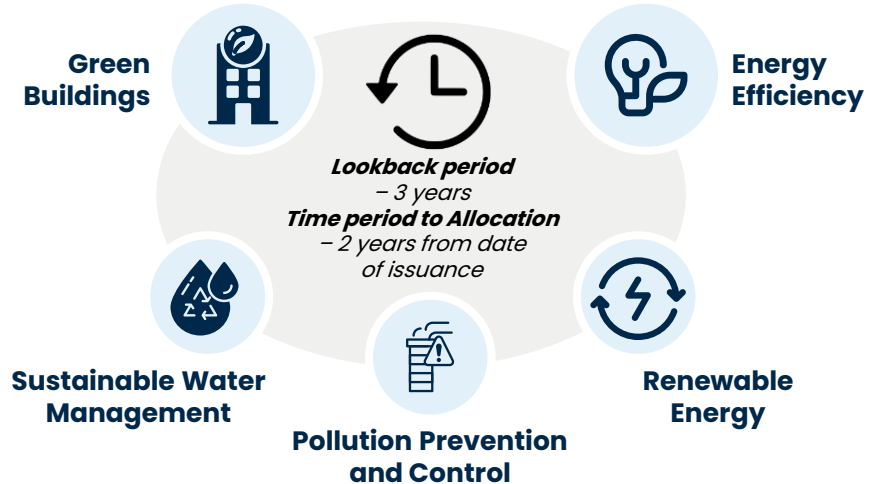 Green
Buildings
Energy
Efficiency
Lookback period
– 3 years
Time period to Allocation
– 2 years from date
of issuance
Sustainable Water
Management
Renewable
Energy
Pollution Prevention
and Control